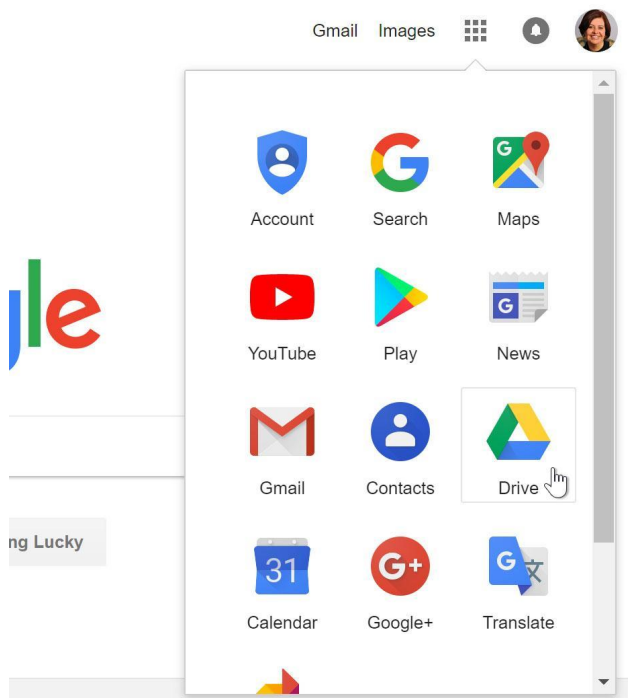 Gmail Images
Account Search Maps
G
gle
YouTube Play News
G
Gmail Contacts Drive
ng Lucky
31 G+ G 文
Calendar Google+ Translate